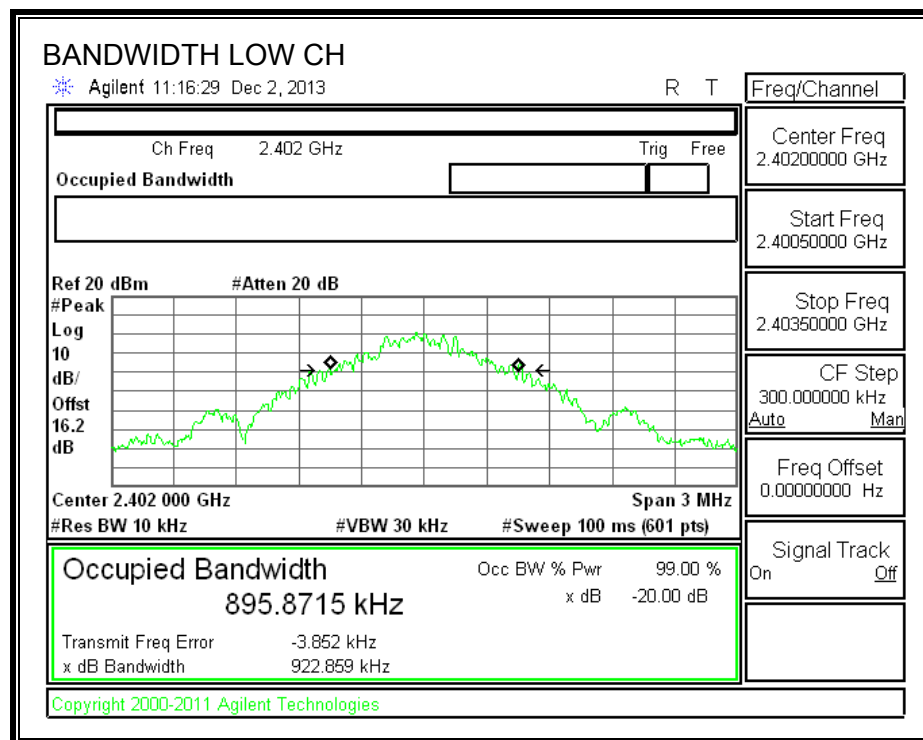 BANDWIDTH LOW CH
Agilent 11:16:29 Dec 2, 2013 R T
Freq/Channel
Ch Freq 2.402 GHz Trig Free
Occupied Bandwidth
Center Freq
2.40200000 GHz
Start Freq
2.40050000 GHz
Stop Freq
2.40350000 GHz
CF Step
300.000000 kHz
Auto Man
Freq Offset
0.00000000 Hz
Signal Track
On Off
Ref 20 dBm #Atten 20 dB
#Peak
Log
10
dB/
Offst
16.2
dB
Center 2.402 000 GHz Span 3 MHz
#Res BW 10 kHz #VBW 30 kHz #Sweep 100 ms (601 pts)
Occupied Bandwidth Occ BW % Pwr 99.00 %
895.8715 kHz x dB -20.00 dB
Transmit Freq Error -3.852 kHz
x dB Bandwidth 922.859 kHz
Copyright 2000-2011 Agilent Technologies